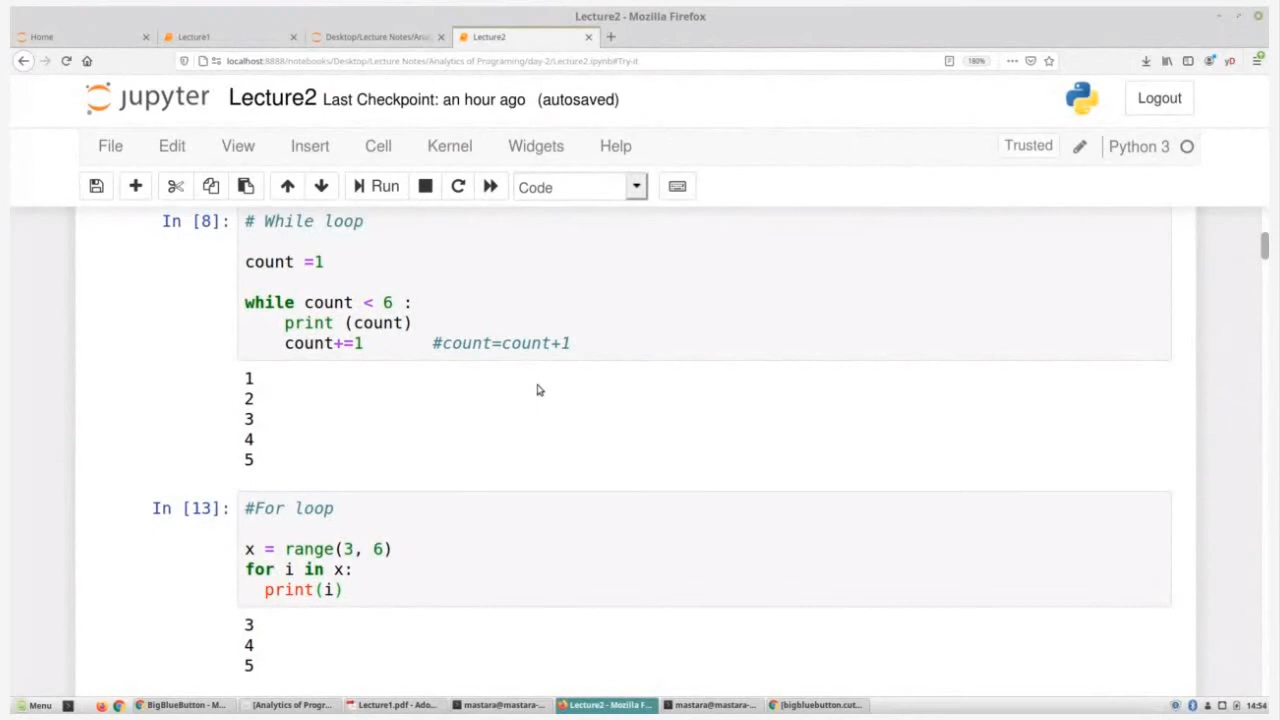 Lecture2 - Mozilla Firefox
Home
Lecture1
Desktop/Lecture Notes/Ana
Lecture2
localhost:8888/notebooks/Desktop/Lecture Notes/Analytics of Programing/day-2/Lecture2.ipynb#Try-it
180%
jupyter Lecture2 Last Checkpoint: an hour ago (autosaved)
Logout
File Edit View Insert Cell Kernel Widgets Help
Trusted
Python 3
Run
Code
In [8]: # While loop
count =1
while count < 6 :
print (count)
count+=1 #count=count+1
1
2
3
4
5
In [13]: #For loop
x = range(3, 6)
for i in x:
print(i)
3
4
5
Menu
BigBlueButton - M...
[Analytics of Progr...
Lecture1.pdf - Ado...
mastara@mastara-...
Lecture2 - Mozilla F...
mastara@mastara-...
[bigbluebutton.cut...
14:54